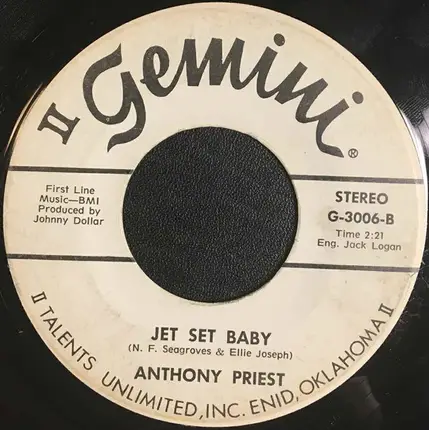 II Gemini ®
First Line
Music—BMI
Produced by
Johnny Dollar
STEREO
G-3006-B
Time 2:21
Eng. Jack Logan
JET SET BABY
(N. F. Seagroves & Ellie Joseph)
ANTHONY PRIEST
II TALENTS UNLIMITED, INC. ENID, OKLAHOMA II